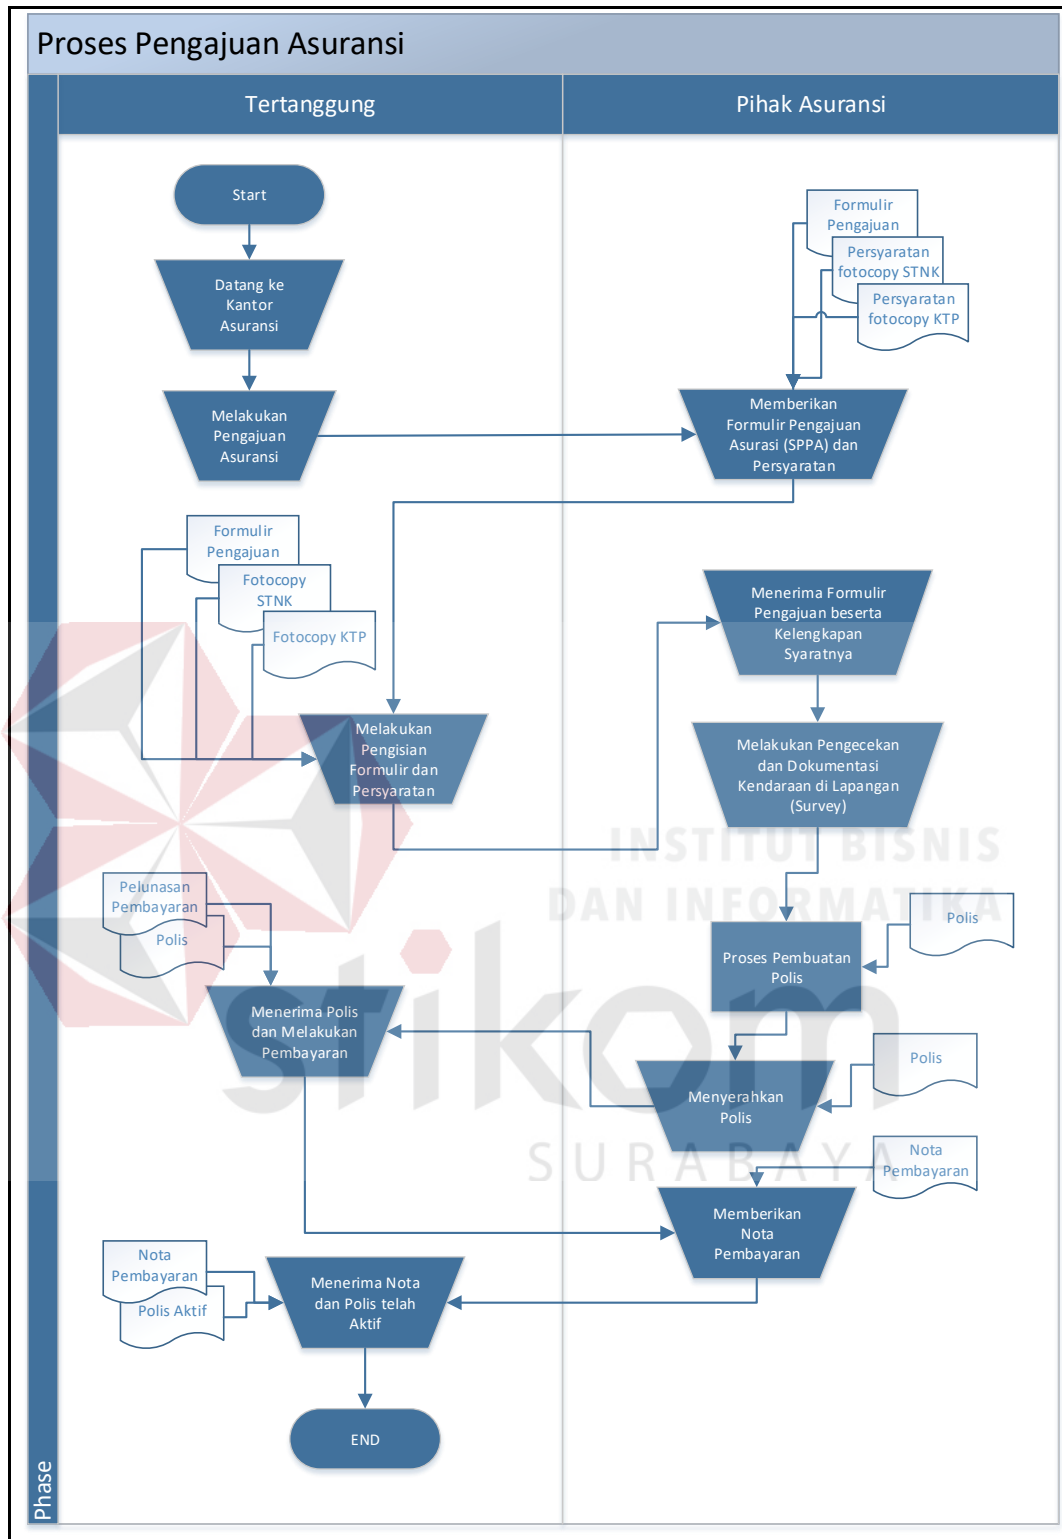 Proses Pengajuan Asuransi
Tertanggung
Pihak Asuransi
Start
Datang ke
Kantor
Asuransi
Melakukan
Pengajuan
Asuransi
Formulir
Pengajuan
Persyaratan
fotocopy STNK
Persyaratan
fotocopy KTP
Memberikan
Formulir Pengajuan
Asurasi (SPPA) dan
Persyaratan
Formulir
Pengajuan
Fotocopy
STNK
Fotocopy KTP
Melakukan
Pengisian
Formulir dan
Persyaratan
Menerima Formulir
Pengajuan beserta
Kelengkapan
Syaratnya
Melakukan Pengecekan
dan Dokumentasi
Kendaraan di Lapangan
(Survey)
INSTITUT BISNIS
DAN INFORMATIKA
stikom
SURABAYA
Proses Pembuatan
Polis
Polis
Menyerahkan
Polis
Polis
Pelunasan
Pembayaran
Polis
Menerima Polis
dan Melakukan
Pembayaran
Nota
Pembayaran
Memberikan
Nota
Pembayaran
Nota
Pembayaran
Polis Aktif
Menerima Nota
dan Polis telah
Aktif
END
Phase